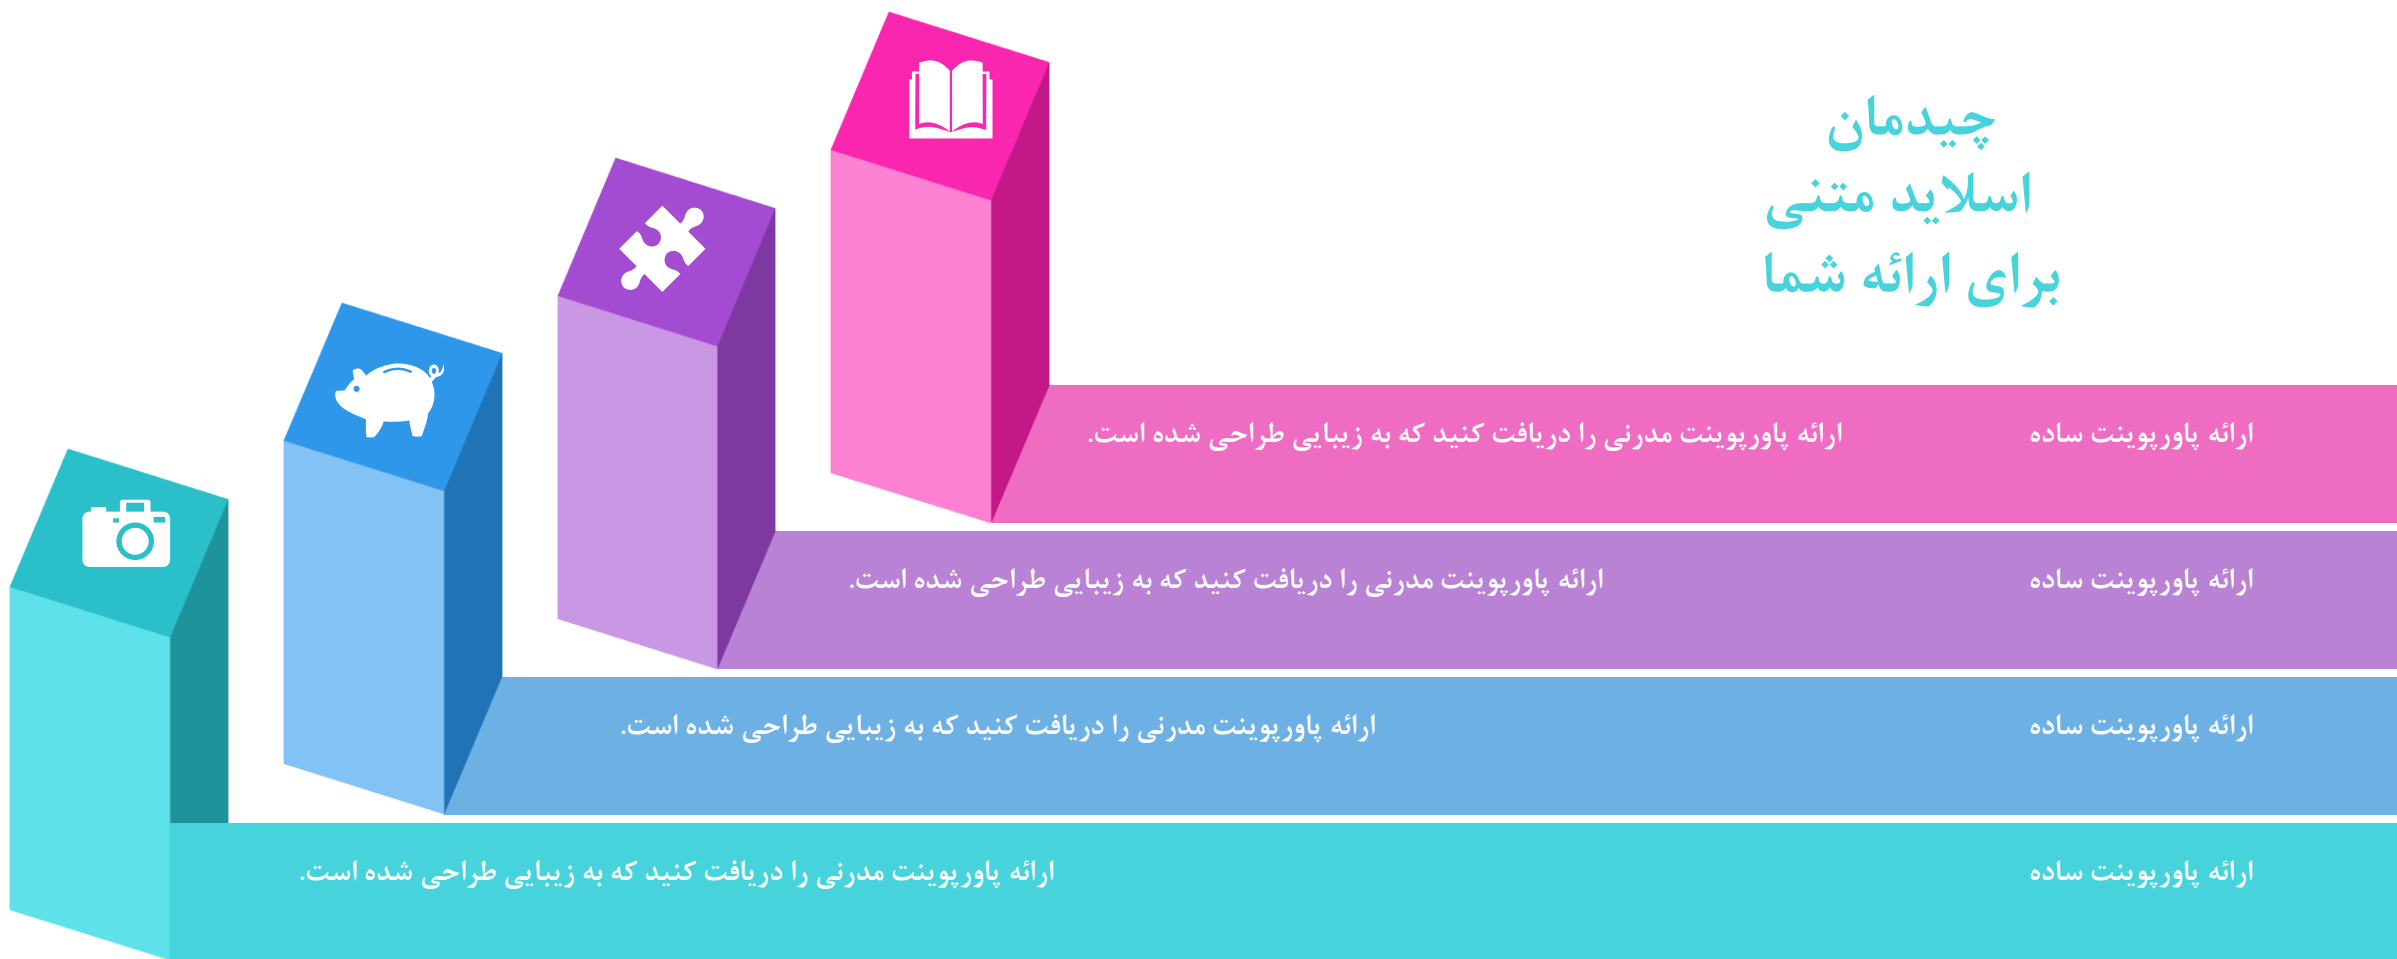 چیدمان
اسلاید متنی
برای ارائه شما
ارائه پاورپوینت ساده
ارائه پاورپوینت مدرنی را دریافت کنید که به زیبایی طراحی شده است.
ارائه پاورپوینت ساده
ارائه پاورپوینت مدرنی را دریافت کنید که به زیبایی طراحی شده است.
ارائه پاورپوینت ساده
ارائه پاورپوینت مدرنی را دریافت کنید که به زیبایی طراحی شده است.
ارائه پاورپوینت ساده
ارائه پاورپوینت مدرنی را دریافت کنید که به زیبایی طراحی شده است.